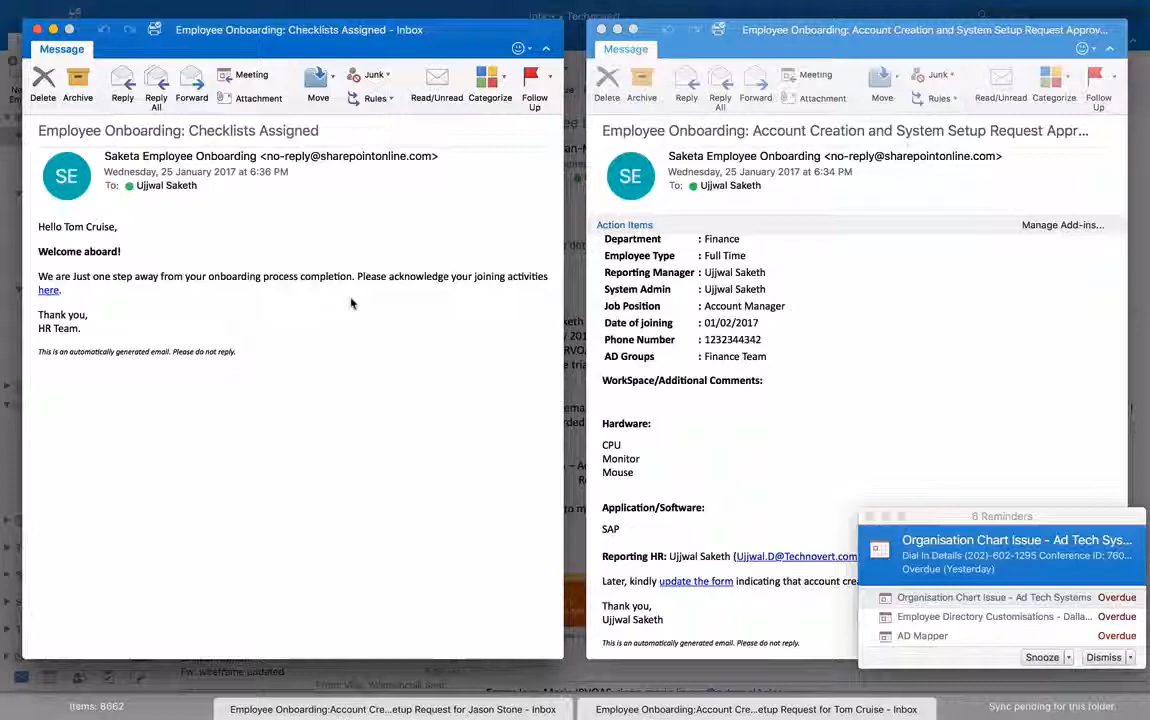 Employee Onboarding: Checklists Assigned - Inbox
Message
Delete
Archive
Reply
Reply All
Forward
Meeting
Attachment
Move
Junk
Rules
Read/Unread
Categorize
Follow Up
Employee Onboarding: Checklists Assigned
SE
Saketa Employee Onboarding <no-reply@sharepointonline.com>
Wednesday, 25 January 2017 at 6:36 PM
To: Ujjwal Saketh
Hello Tom Cruise,
Welcome aboard!
We are Just one step away from your onboarding process completion. Please acknowledge your joining activities
here.
Thank you,
HR Team.
This is an automatically generated email. Please do not reply.
Employee Onboarding: Account Creation and System Setup Request Approv...
Message
Delete
Archive
Reply
Reply All
Forward
Meeting
Attachment
Move
Junk
Rules
Read/Unread
Categorize
Follow Up
Employee Onboarding: Account Creation and System Setup Request Appr...
SE
Saketa Employee Onboarding <no-reply@sharepointonline.com>
Wednesday, 25 January 2017 at 6:34 PM
To: Ujjwal Saketh
Action Items
Manage Add-ins...
Department : Finance
Employee Type : Full Time
Reporting Manager : Ujjwal Saketh
System Admin : Ujjwal Saketh
Job Position : Account Manager
Date of joining : 01/02/2017
Phone Number : 1232344342
AD Groups : Finance Team
WorkSpace/Additional Comments:
Hardware:
CPU
Monitor
Mouse
Application/Software:
SAP
Reporting HR: Ujjwal Saketh (Ujjwal.D@Technovert.com
Later, kindly update the form indicating that account crea
Thank you,
Ujjwal Saketh
This is an automatically generated email. Please do not reply.
6 Reminders
Organisation Chart Issue - Ad Tech Sys...
Dial In Details (202)-602-1295 Conference ID: 760...
Overdue (Yesterday)
Organisation Chart Issue - Ad Tech Systems Overdue
Employee Directory Customisations - Dalla... Overdue
AD Mapper Overdue
Snooze
Dismiss
Items: 8662
Employee Onboarding:Account Cre...etup Request for Jason Stone - Inbox
Employee Onboarding:Account Cre...etup Request for Tom Cruise - Inbox
Sync pending for this folder.